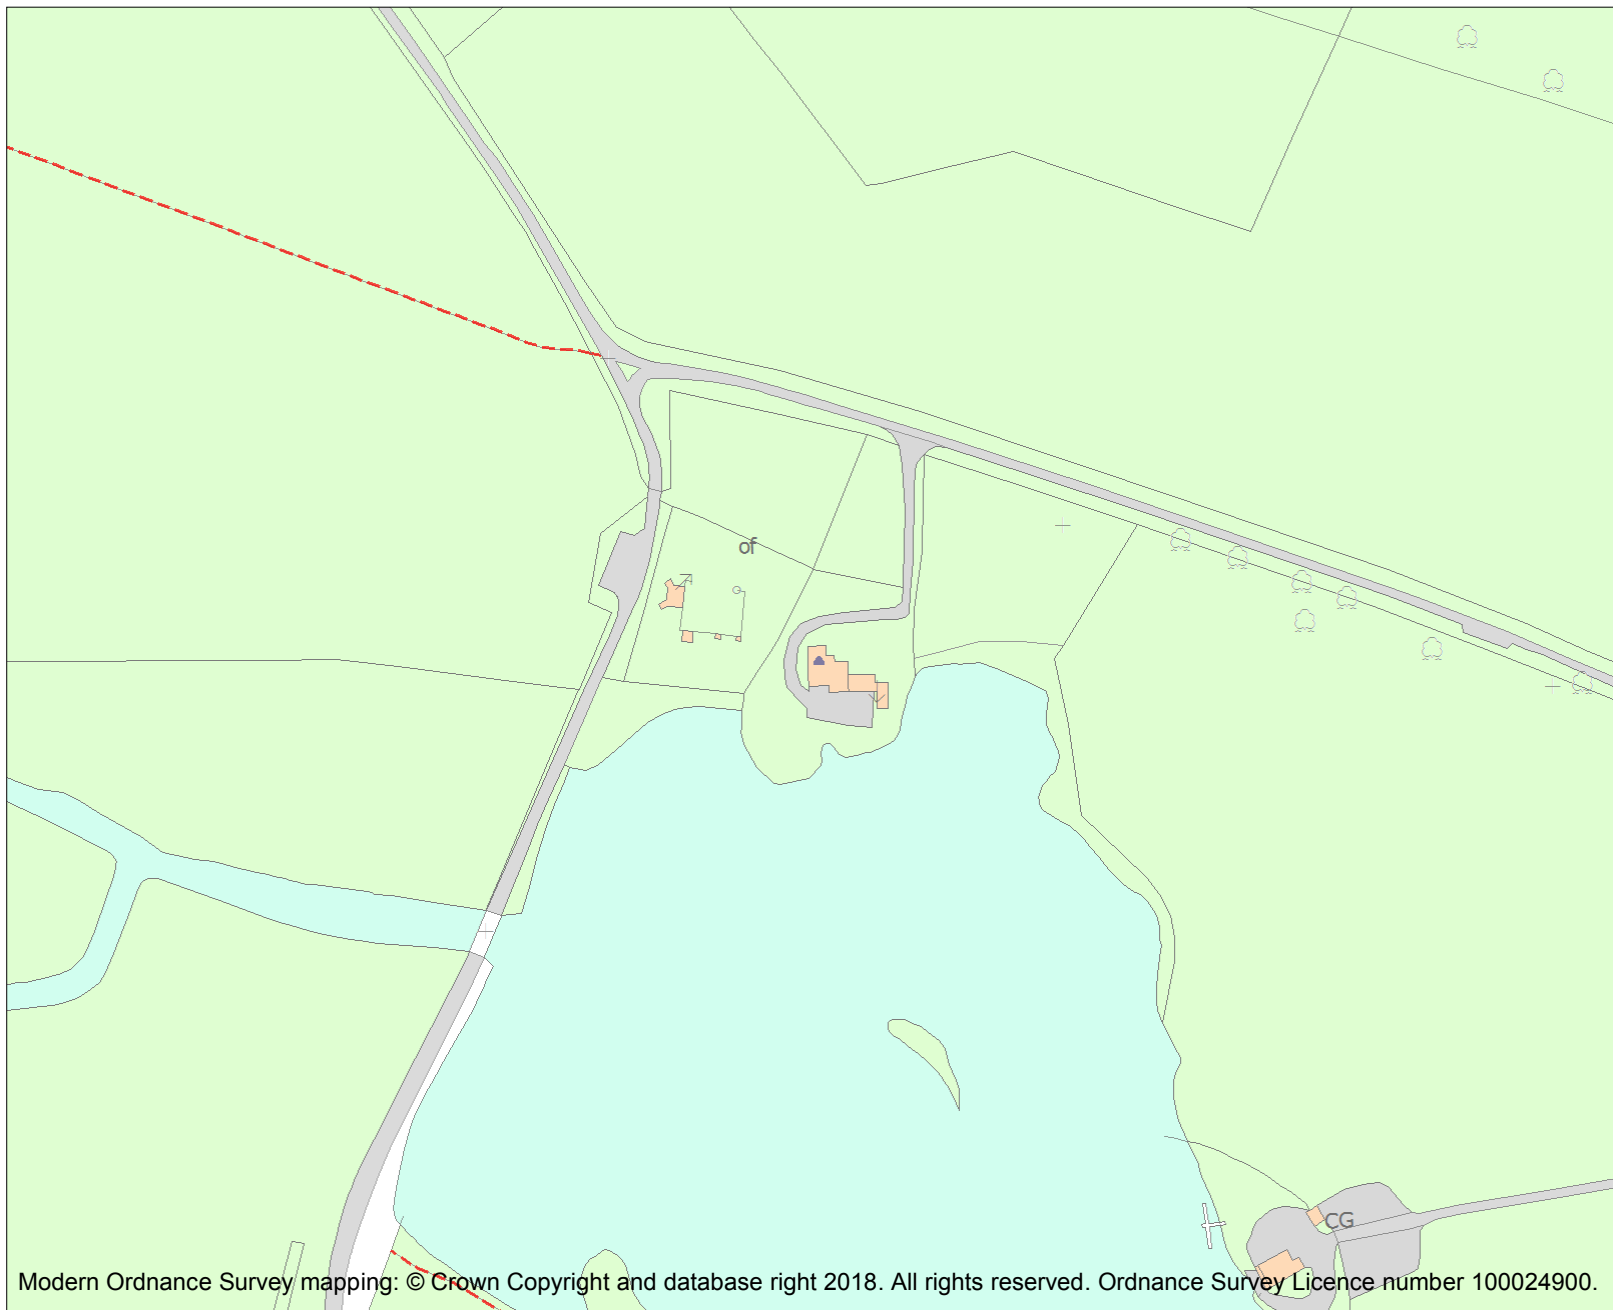 of
CG
Modern Ordnance Survey mapping: © Crown Copyright and database right 2018. All rights reserved. Ordnance Survey Licence number 100024900.